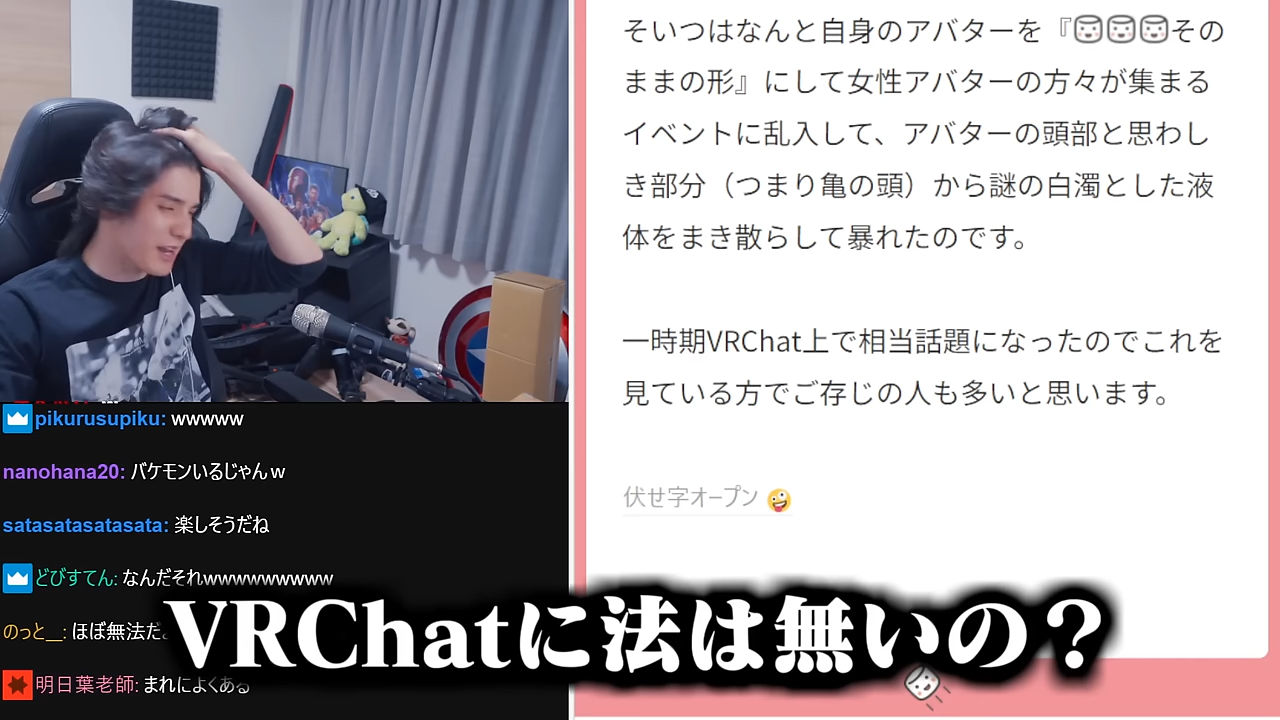 そいつはなんと自身のアバターを『その
ままの形』にして女性アバターの方々が集まる
イベントに乱入して、アバターの頭部と思わし
き部分（つまり亀の頭）から謎の白濁とした液
体をまき散らして暴れたのです。
一時期VRChat上で相当話題になったのでこれを
見ている方でご存じの人も多いと思います。
伏せ字オープン 🤪
pikurusupiku: wwwww
nanohana20: バケモンいるじゃんw
satasatasatasata: 楽しそうだね
どびすてん: なんだそれwwwwwwwww
のっと__: ほぼ無法だ
明日葉老師: まれによくある
VRChatに法は無いの？